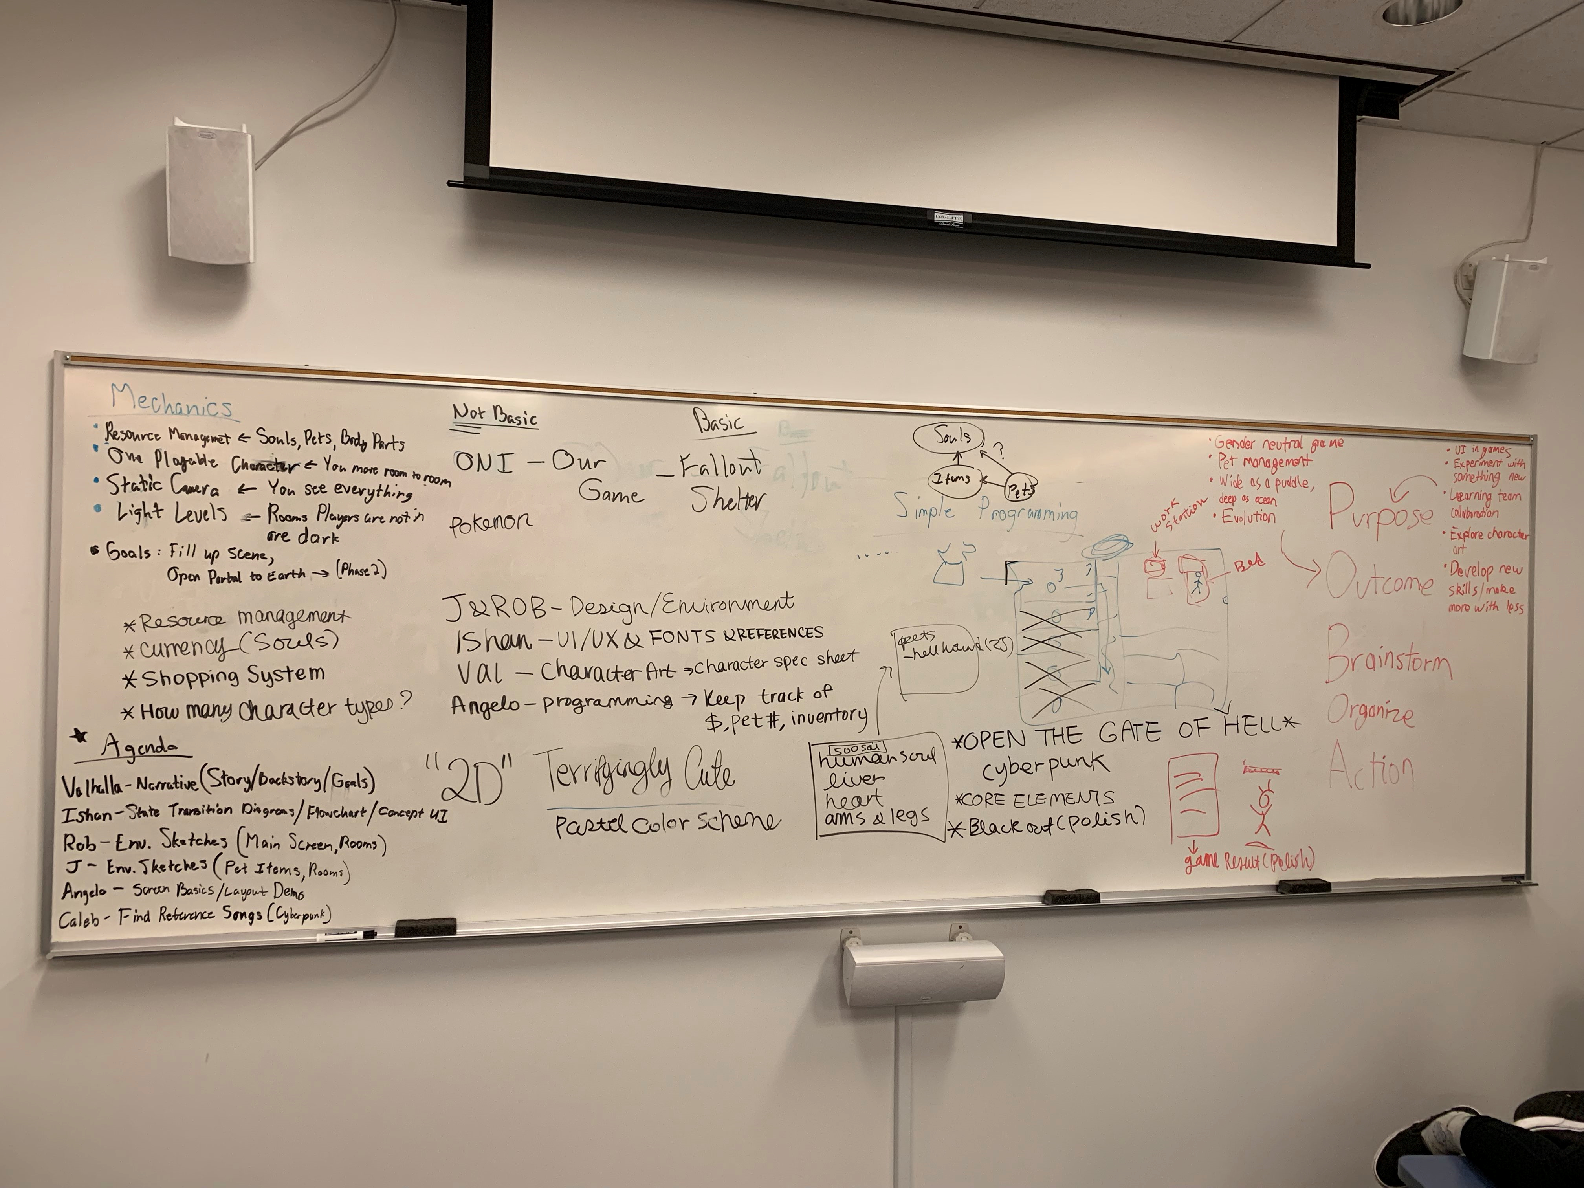 Mechanics
• Resource Managmet ← Souls, Pets, Body Parts
• One Playable Character ← You move room to room
• Static Camera ← You see everything
• Light Levels ← Rooms Players are not in
are dark
• Goals: Fill up scene,
Open Portal to Earth → (Phase 2)
* Resource management
* currency (Souls)
* Shopping System
* How many character types?
★ Agenda
Valhalla - Narrative (Story/Backstory/Goals)
Ishan - State Transition Diagrams/Flowchart/Concept UI
Rob - Env. Sketches (Main Screen, Rooms)
J - Env. Sketches (Pet Items, Rooms)
Angelo - Screen Basics/Layout Demo
Caleb - Find Reference Songs (Cyberpunk)
Not Basic
ONI - Our
Game
Pokemon
Basic
- Fallout
Shelter
J & ROB - Design/Environment
IShan - UI/UX & FONTS & REFERENCES
Val - Character Art → character spec sheet
Angelo - programming → Keep track of
$, pet #, inventory
"2D"
Terrifyingly Cute
Pastel Color Scheme
Souls
?
Items
Pets
Simple Programming
.....
human soul
liver
heart
arms & legs
*OPEN THE GATE OF HELL*
cyberpunk
*CORE ELEMENTS
*Black out (polish)
work
station
Bed
game Result (polish)
• Gender neutral game
• Pet management
• Wide as a puddle,
deep as ocean
• Evolution
Purpose
Outcome
Brainstorm
Organize
Action
• UI in games
• Experiment with
something new
• Learning team
collaboration
• Explore character
art
• Develop new
skills/make
more with less